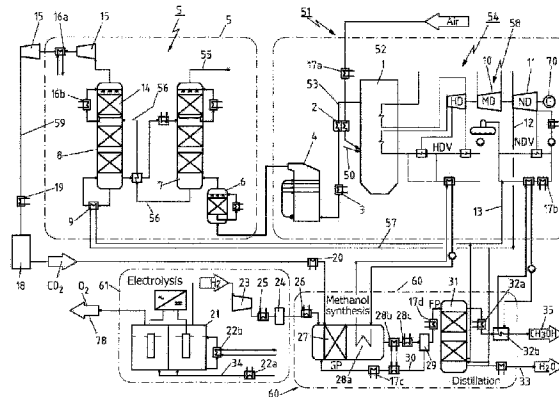 15
16a
15
5
5
51
Air
54
58
55
17a
52
10
11
70
16b
14
56
53
1
HD
MD
ND
2
12
59
4
HDV
NDV
8
7
6
50
19
9
56
3
13
17b
57
18
CO2
20
60
61
Electrolysis
H2
23
25
24
26
Methanol
synthesis
17d
EP
31
32a
O2
21
27
28b
28c
35
CH3OH
22b
32b
78
GP
30
29
H2O
34
22a
28a
17c
Distillation
33
60